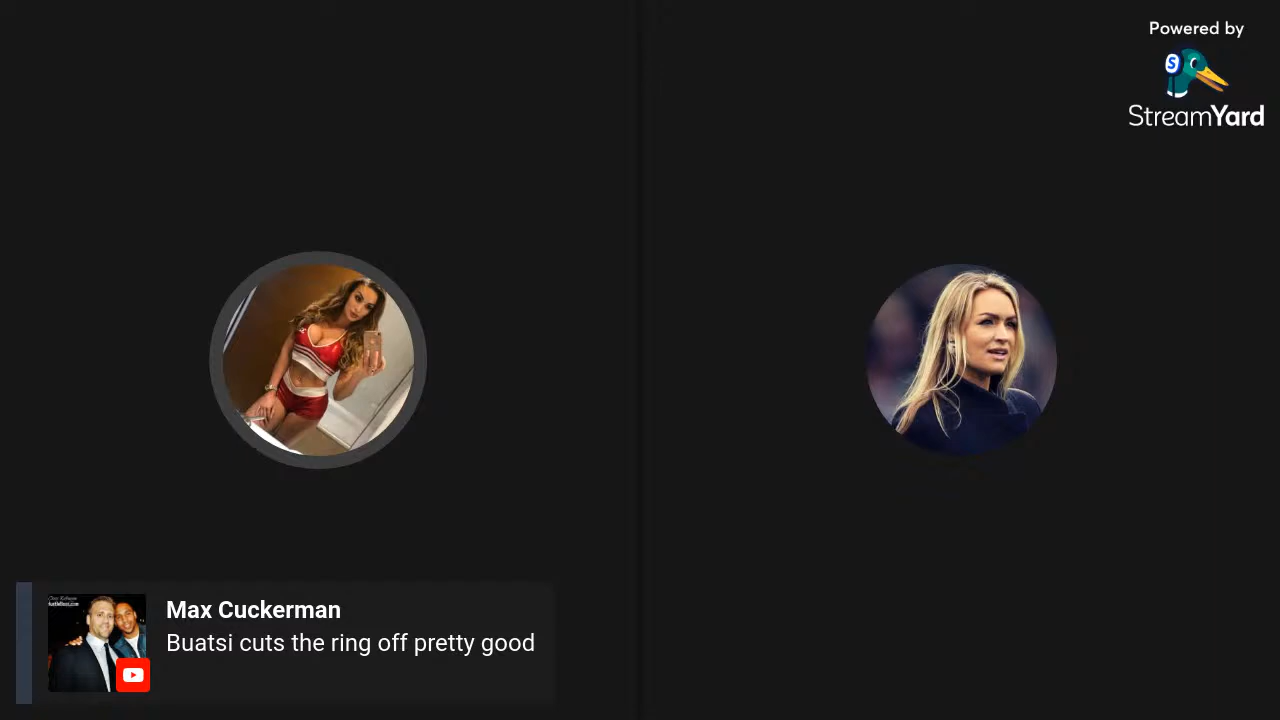 Powered by
S
StreamYard
Max Cuckerman
Buatsi cuts the ring off pretty good